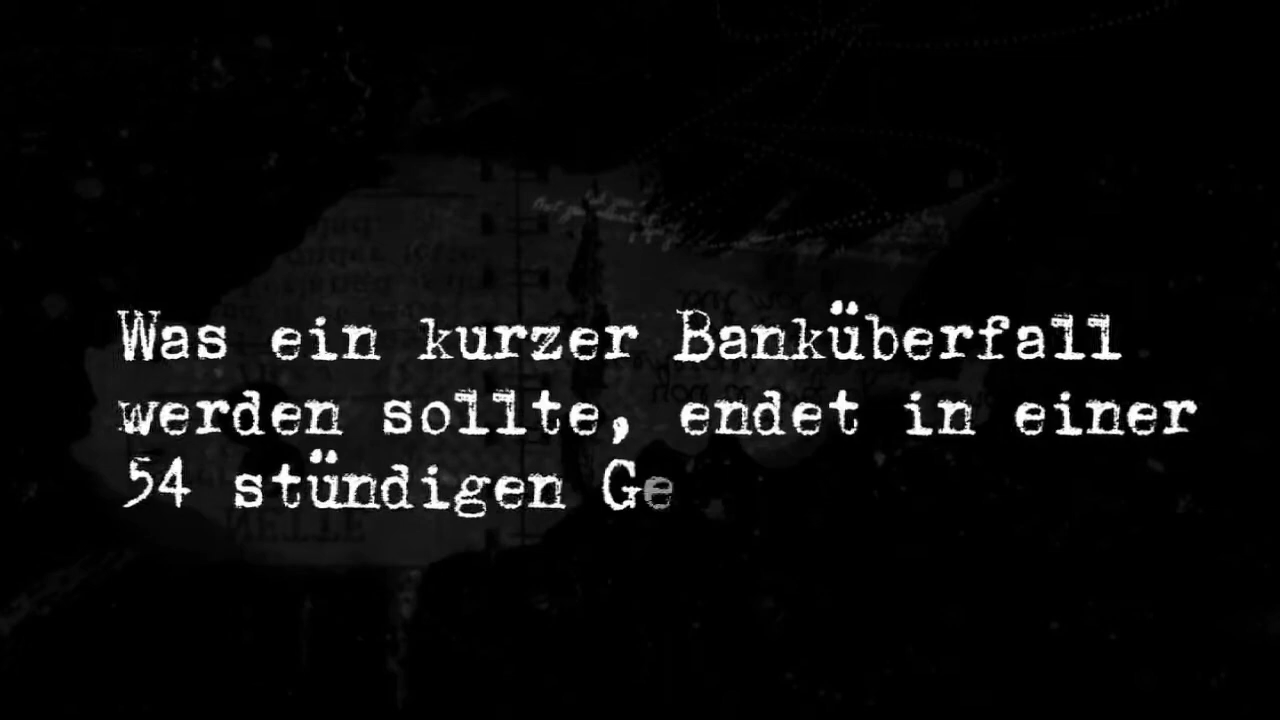 Was ein kurzer Banküberfall
werden sollte, endet in einer
54 stündigen Ge